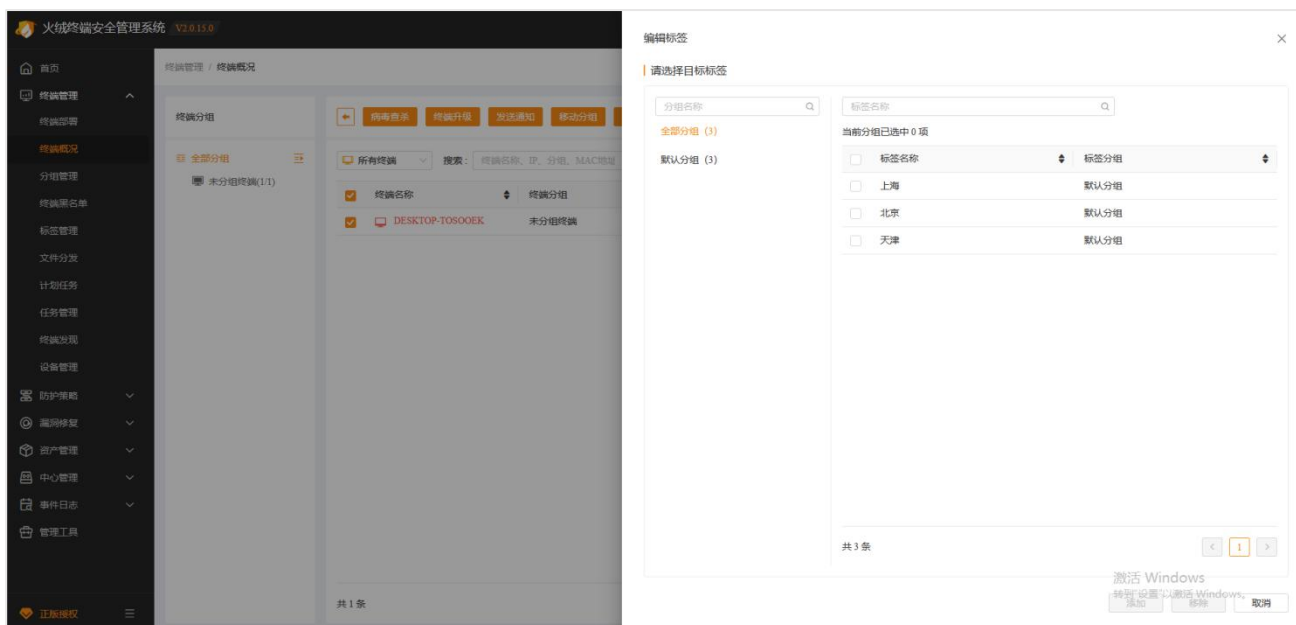 火绒终端安全管理系统 V2.0.15.0
首页
终端管理
终端部署
终端概况
分组管理
终端黑名单
标签管理
文件分发
计划任务
任务管理
终端发现
设备管理
防护策略
漏洞修复
资产管理
中心管理
事件日志
管理工具
正版授权
终端管理 / 终端概况
终端分组
全部分组
未分组终端(1/1)
病毒查杀 终端升级 发送通知 移动分组
所有终端 搜索: 终端名称、IP、分组、MAC地址
终端名称 终端分组
DESKTOP-TOSOOEK 未分组终端
共 1 条
编辑标签
请选择目标标签
分组名称
全部分组 (3)
默认分组 (3)
标签名称
当前分组已选中 0 项
标签名称 标签分组
上海 默认分组
北京 默认分组
天津 默认分组
共 3 条
1
激活 Windows
转到"设置"以激活 Windows。
添加 移除 取消